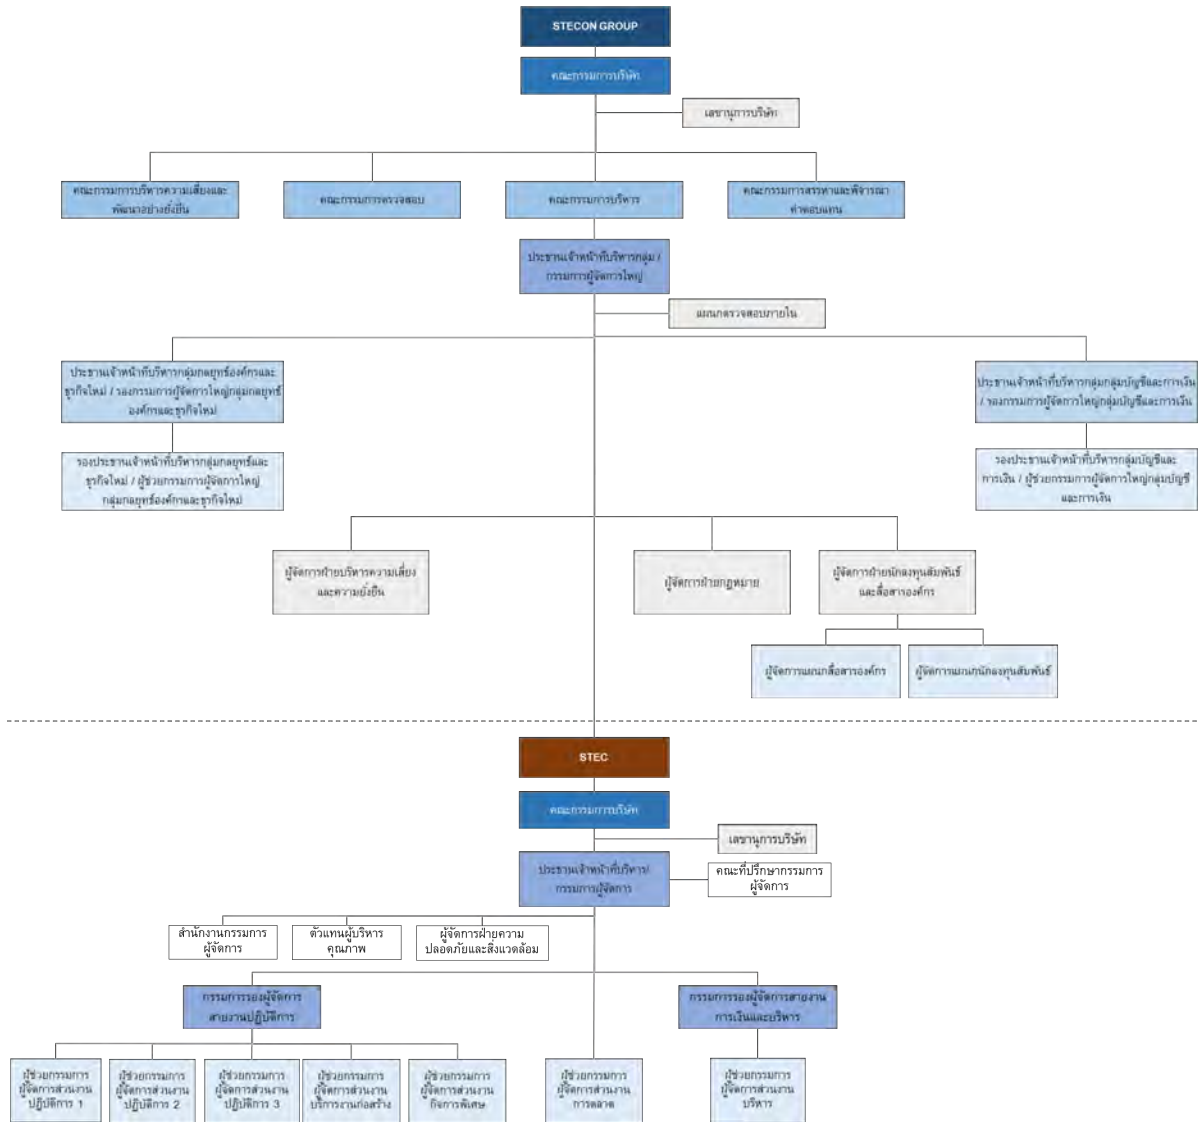 STECON GROUP
คณะกรรมการบริษัท
เลขานุการบริษัท
คณะกรรมการบริหารความเสี่ยงและ
พัฒนาอย่างยั่งยืน
คณะกรรมการตรวจสอบ
คณะกรรมการบริหาร
คณะกรรมการสรรหาและพิจารณา
ค่าตอบแทน
ประธานเจ้าหน้าที่บริหารกลุ่ม /
กรรมการผู้จัดการใหญ่
แผนกตรวจสอบภายใน
ประธานเจ้าหน้าที่บริหารกลุ่มกลยุทธ์องค์กรและ
ธุรกิจใหม่ / รองกรรมการผู้จัดการใหญ่กลุ่มกลยุทธ์
องค์กรและธุรกิจใหม่
ประธานเจ้าหน้าที่บริหารกลุ่มกลุ่มบัญชีและการเงิน
/ รองกรรมการผู้จัดการใหญ่กลุ่มบัญชีและการเงิน
รองประธานเจ้าหน้าที่บริหารกลุ่มกลยุทธ์และ
ธุรกิจใหม่ / ผู้ช่วยกรรมการผู้จัดการใหญ่
กลุ่มกลยุทธ์องค์กรและธุรกิจใหม่
รองประธานเจ้าหน้าที่บริหารกลุ่มบัญชีและ
การเงิน / ผู้ช่วยกรรมการผู้จัดการใหญ่กลุ่มบัญชี
และการเงิน
ผู้จัดการฝ่ายบริหารความเสี่ยง
และความยั่งยืน
ผู้จัดการฝ่ายกฎหมาย
ผู้จัดการฝ่ายนักลงทุนสัมพันธ์
และสื่อสารองค์กร
ผู้จัดการแผนกสื่อสารองค์กร
ผู้จัดการแผนกนักลงทุนสัมพันธ์
STEC
คณะกรรมการบริษัท
เลขานุการบริษัท
ประธานเจ้าหน้าที่บริหาร/
กรรมการผู้จัดการ
คณะที่ปรึกษากรรมการ
ผู้จัดการ
สำนักงานกรรมการ
ผู้จัดการ
ตัวแทนผู้บริหาร
คุณภาพ
ผู้จัดการฝ่ายความ
ปลอดภัยและสิ่งแวดล้อม
กรรมการรองผู้จัดการ
สายงานปฏิบัติการ
กรรมการรองผู้จัดการสายงาน
การเงินและบริหาร
ผู้ช่วยกรรมการ
ผู้จัดการส่วนงาน
ปฏิบัติการ 1
ผู้ช่วยกรรมการ
ผู้จัดการส่วนงาน
ปฏิบัติการ 2
ผู้ช่วยกรรมการ
ผู้จัดการส่วนงาน
ปฏิบัติการ 3
ผู้ช่วยกรรมการ
ผู้จัดการส่วนงาน
บริการงานก่อสร้าง
ผู้ช่วยกรรมการ
ผู้จัดการส่วนงาน
กิจการพิเศษ
ผู้ช่วยกรรมการ
ผู้จัดการส่วนงาน
การตลาด
ผู้ช่วยกรรมการ
ผู้จัดการส่วนงาน
บริหาร